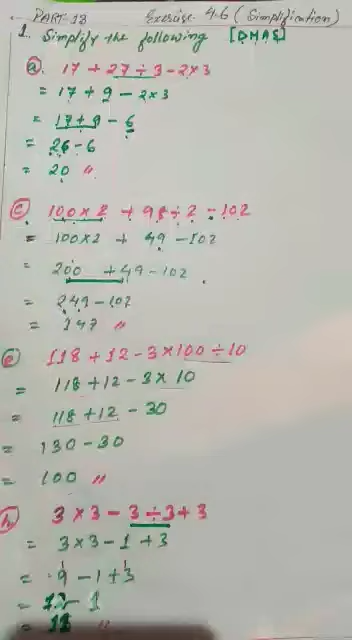 PART-13 Exercise 4.6 (Simplification)
1. Simplify the following [DMAS]
a. 17 + 27 ÷ 3 - 2×3
= 17 + 9 - 2×3
= 17 + 9 - 6
= 26 - 6
= 20 "
c 100×2 + 98 ÷ 2 - 102
= 100×2 + 49 - 102
= 200 + 49 - 102
= 249 - 102
= 147 "
e 118 + 12 - 3×100 ÷ 10
= 118 + 12 - 3×10
= 118 + 12 - 30
= 130 - 30
= 100 "
h 3 × 3 - 3 ÷ 3 + 3
= 3×3 - 1 + 3
= 9 - 1 + 3
= 12 - 1
= 11 "